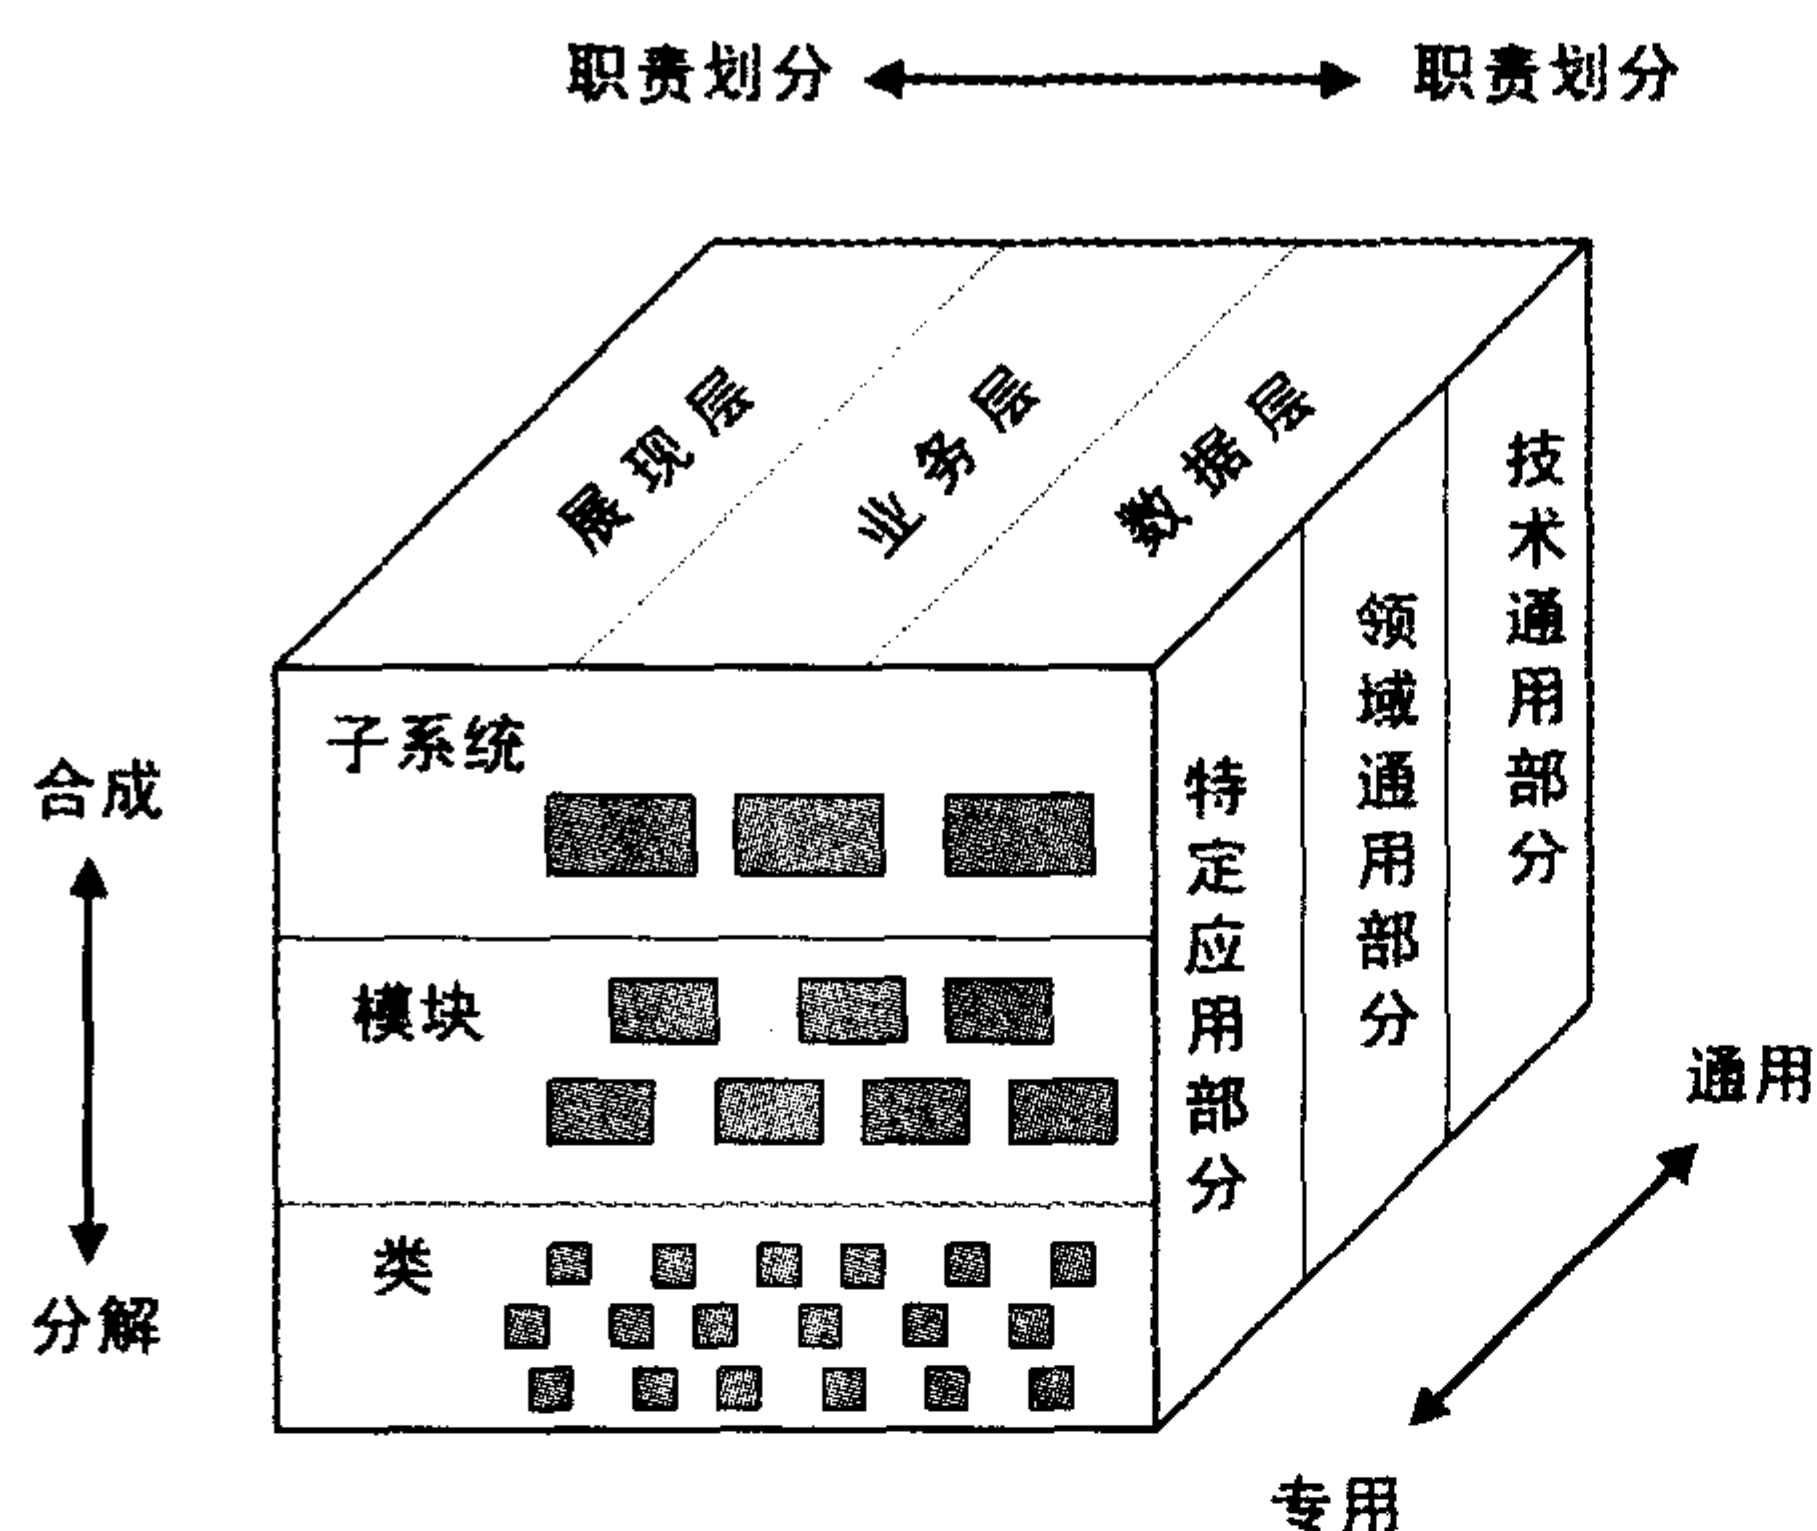 职责划分 职责划分
展现层
业务层
数据层
技术通用部分
领域通用部分
特定应用部分
子系统
模块
类
合成
分解
通用
专用